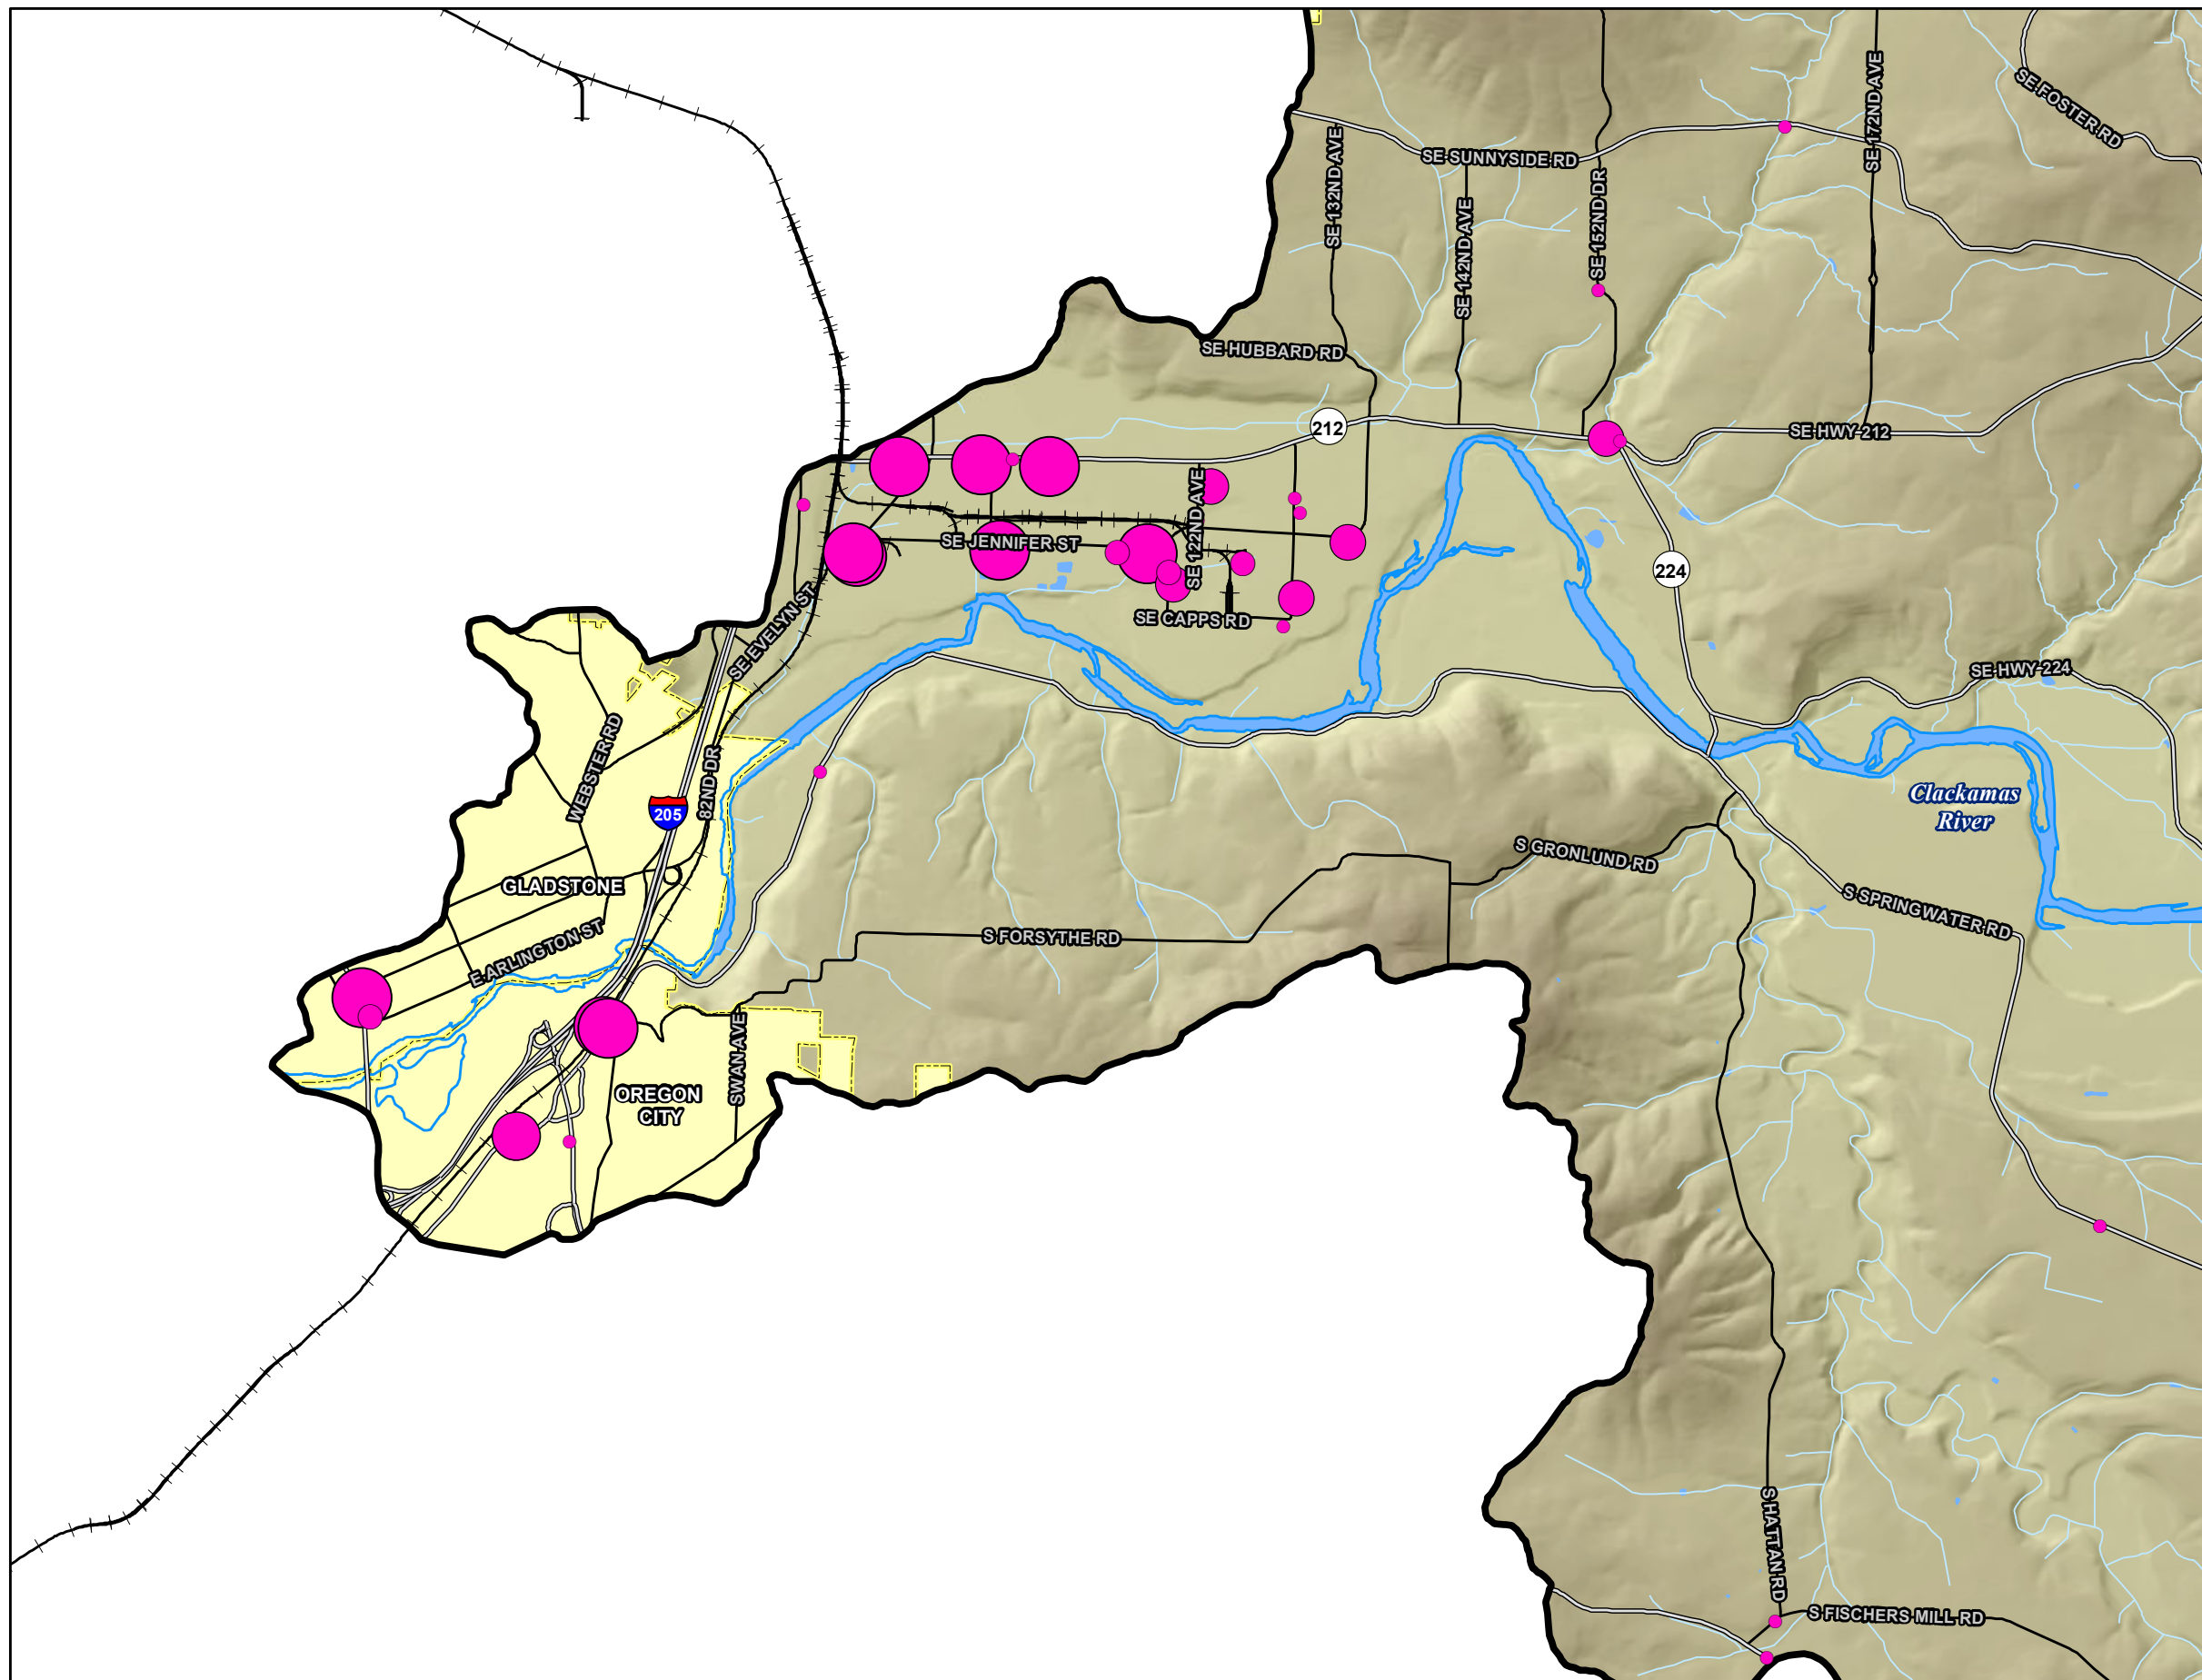 SE FOSTER RD
SE 172ND AVE
SE SUNNYSIDE RD
SE 132ND AVE
SE 142ND AVE
SE 152ND DR
SE HUBBARD RD
212
SE HWY 212
SE 122ND AVE
SE JENNIFER ST
224
SE CAPPS RD
SE EVELYN ST
SE HWY 224
WEBSTER RD
82ND DR
205
Clackamas
River
S GRONLUND RD
GLADSTONE
S SPRINGWATER RD
E ARLINGTON ST
S FORSYTHE RD
SWAN AVE
OREGON
CITY
S HATTAN RD
S FISCHERS MILL RD